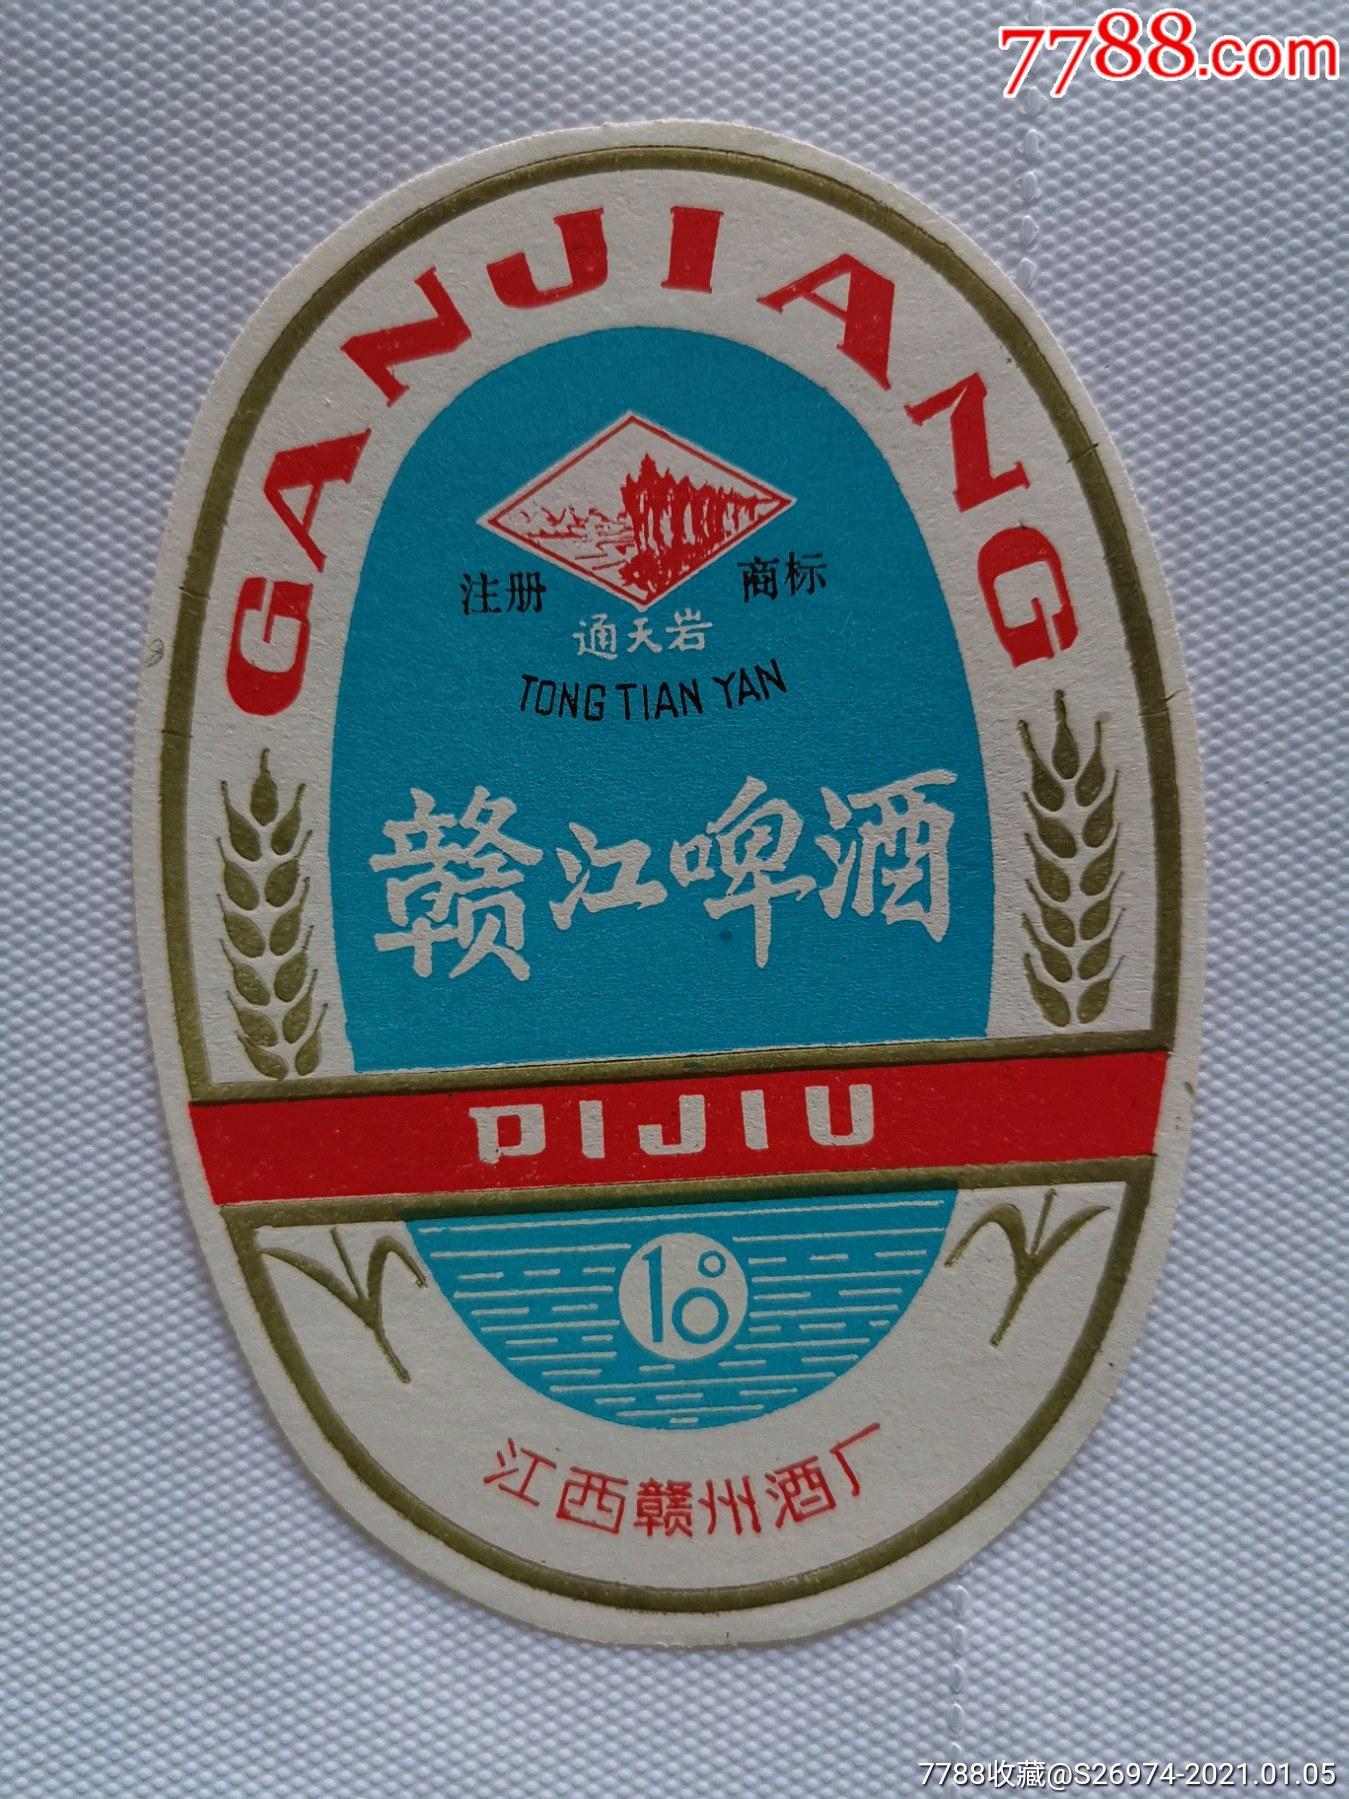 7788.com
GANJIANG
注册 商标
通天岩
TONG TIAN YAN
赣江啤酒
PIJIU
10°
江西赣州酒厂
7788收藏@S26974-2021.01.05